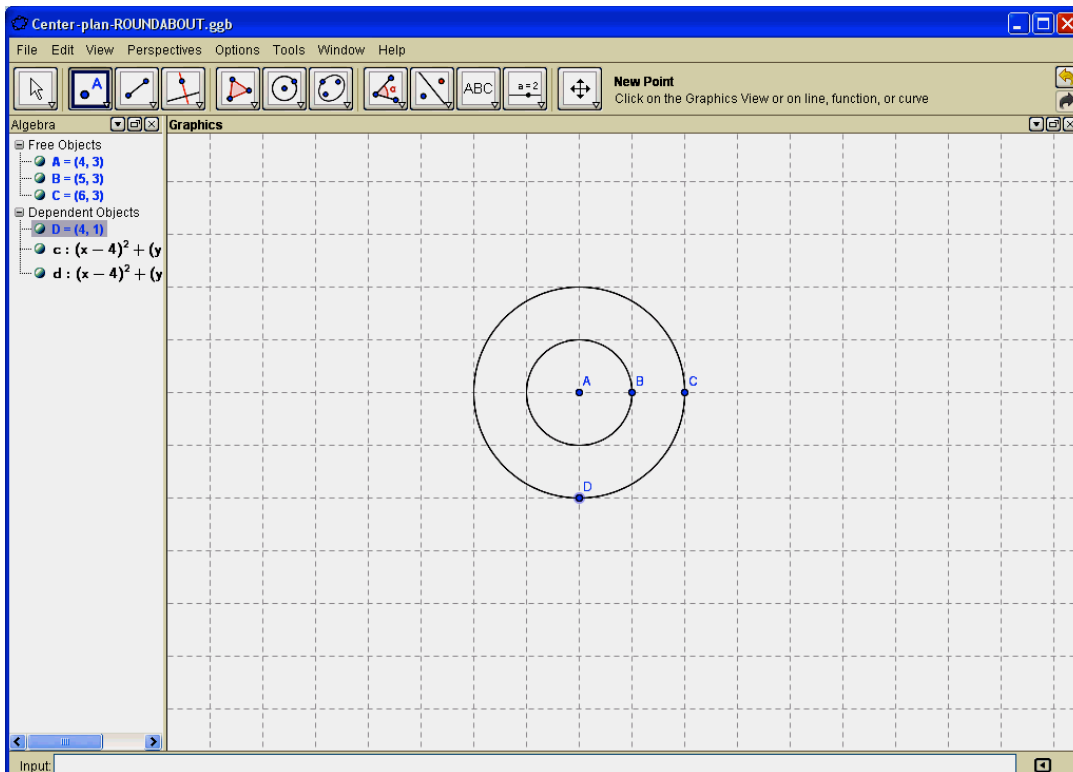 Center-plan-ROUNDABOUT.ggb
File Edit View Perspectives Options Tools Window Help
A
α
ABC
a=2
New Point
Click on the Graphics View or on line, function, or curve
Algebra
Graphics
Free Objects
A = (4, 3)
B = (5, 3)
C = (6, 3)
Dependent Objects
D = (4, 1)
c : (x – 4)² + (y
d : (x – 4)² + (y
A B C
D
Input: